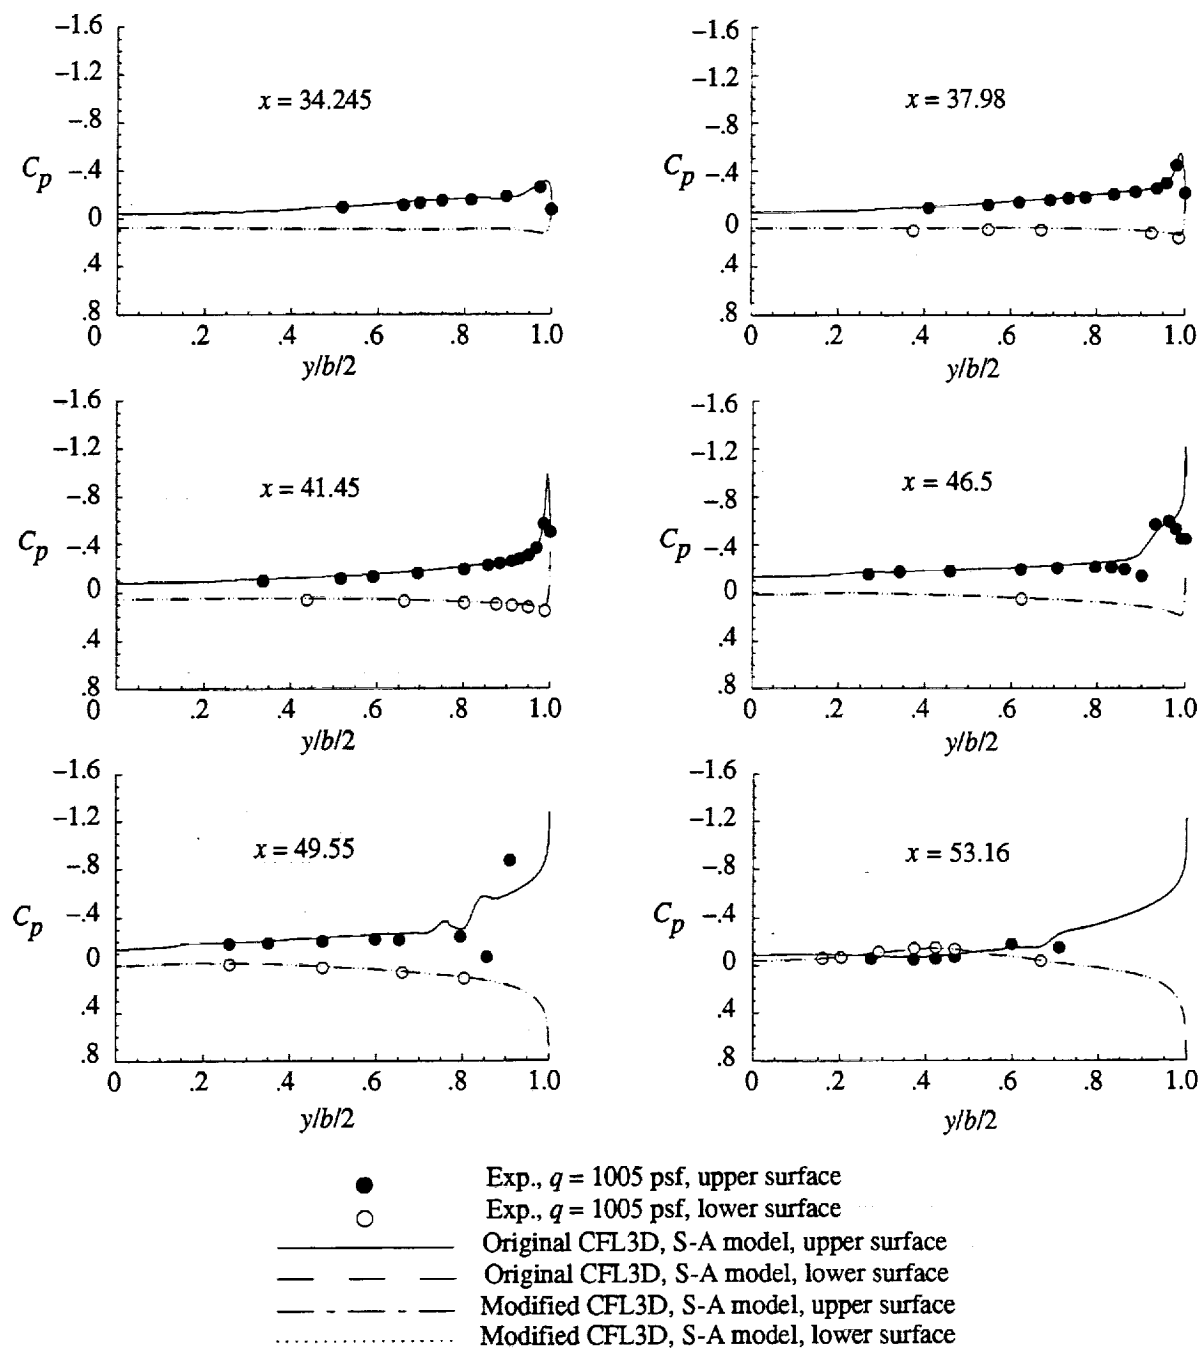 x = 34.245
C_p
−1.6
−1.2
−.8
−.4
0
.4
.8
0 .2 .4 .6 .8 1.0
y/b/2
x = 37.98
C_p
−1.6
−1.2
−.8
−.4
0
.4
.8
0 .2 .4 .6 .8 1.0
y/b/2
x = 41.45
C_p
−1.6
−1.2
−.8
−.4
0
.4
.8
0 .2 .4 .6 .8 1.0
y/b/2
x = 46.5
C_p
−1.6
−1.2
−.8
−.4
0
.4
.8
0 .2 .4 .6 .8 1.0
y/b/2
x = 49.55
C_p
−1.6
−1.2
−.8
−.4
0
.4
.8
0 .2 .4 .6 .8 1.0
y/b/2
x = 53.16
C_p
−1.6
−1.2
−.8
−.4
0
.4
.8
0 .2 .4 .6 .8 1.0
y/b/2
Exp., q = 1005 psf, upper surface
Exp., q = 1005 psf, lower surface
Original CFL3D, S-A model, upper surface
Original CFL3D, S-A model, lower surface
Modified CFL3D, S-A model, upper surface
Modified CFL3D, S-A model, lower surface